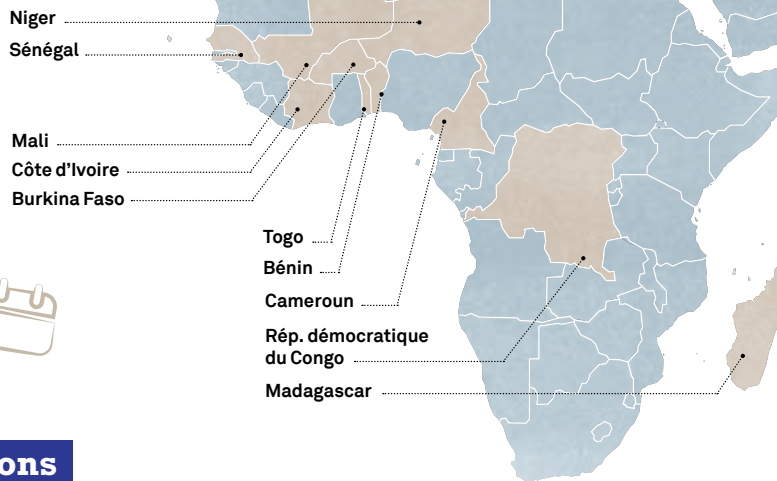 Niger
Sénégal
Mali
Côte d’Ivoire
Burkina Faso
Togo
Bénin
Cameroun
Rép. démocratique
du Congo
Madagascar
ons